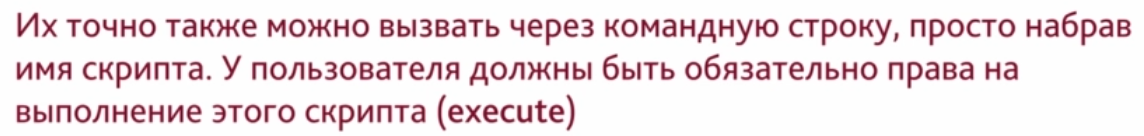 Их точно также можно вызвать через командную строку, просто набрав
имя скрипта. У пользователя должны быть обязательно права на
выполнение этого скрипта (execute)